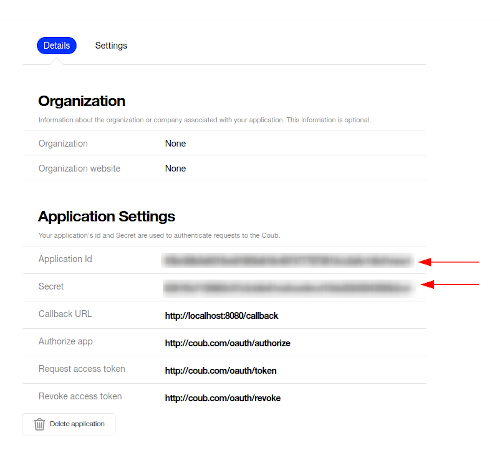 Details Settings
Organization
Information about the organization or company associated with your application. This information is optional
Organization None
Organization website None
Application Settings
Your application's id and Secret are used to authenticate requests to the Coub.
Application Id
Secret
Callback URL http://localhost:8080/callback
Authorize app http://coub.com/oauth/authorize
Request access token http://coub.com/oauth/token
Revoke access token http://coub.com/oauth/revoke
Delete application